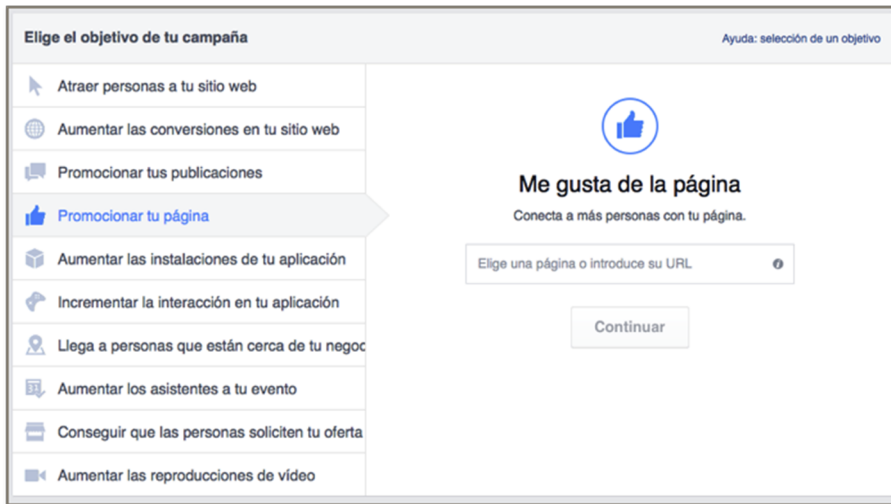 Elige el objetivo de tu campaña
Ayuda: selección de un objetivo
Atraer personas a tu sitio web
Aumentar las conversiones en tu sitio web
Promocionar tus publicaciones
Promocionar tu página
Aumentar las instalaciones de tu aplicación
Incrementar la interacción en tu aplicación
Llega a personas que están cerca de tu negoc
Aumentar los asistentes a tu evento
Conseguir que las personas soliciten tu oferta
Aumentar las reproducciones de vídeo
Me gusta de la página
Conecta a más personas con tu página.
Elige una página o introduce su URL
Continuar